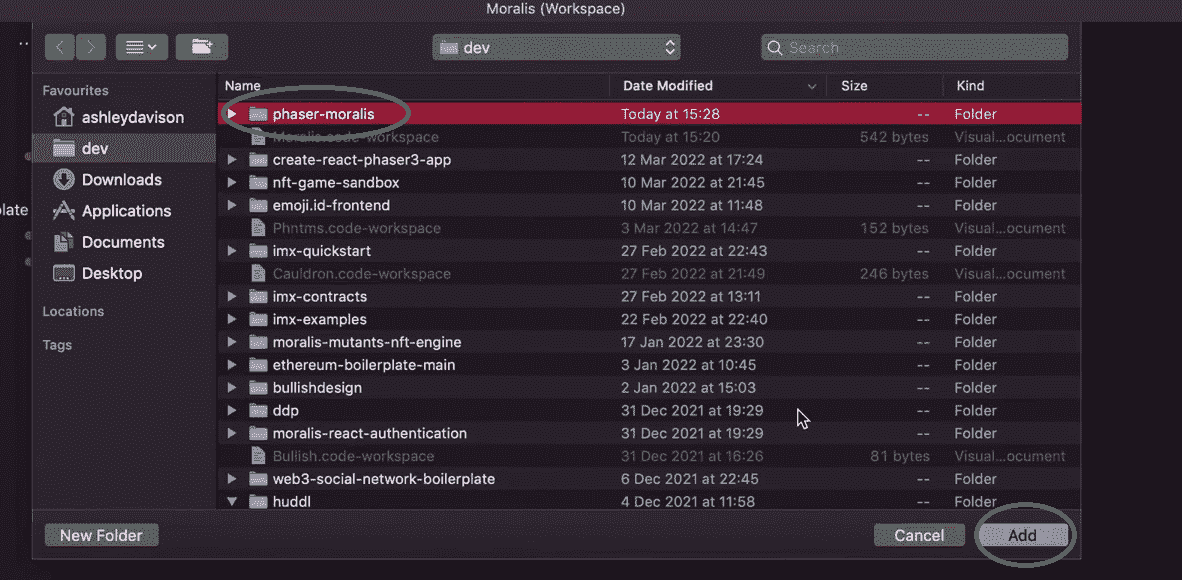 Moralis (Workspace)
dev
Search
Favourites
ashleydavison
dev
Downloads
Applications
Documents
Desktop
Locations
Tags
late
Name Date Modified Size Kind
phaser-moralis Today at 15:28 -- Folder
Moralis.code-workspace Today at 15:20 542 bytes Visual...ocument
create-react-phaser3-app 12 Mar 2022 at 17:24 -- Folder
nft-game-sandbox 10 Mar 2022 at 21:45 -- Folder
emoji.id-frontend 10 Mar 2022 at 11:48 -- Folder
Phntms.code-workspace 3 Mar 2022 at 14:47 152 bytes Visual...ocument
imx-quickstart 27 Feb 2022 at 22:43 -- Folder
Cauldron.code-workspace 27 Feb 2022 at 21:49 246 bytes Visual...ocument
imx-contracts 27 Feb 2022 at 13:11 -- Folder
imx-examples 22 Feb 2022 at 22:40 -- Folder
moralis-mutants-nft-engine 17 Jan 2022 at 23:30 -- Folder
ethereum-boilerplate-main 3 Jan 2022 at 10:45 -- Folder
bullishdesign 2 Jan 2022 at 15:03 -- Folder
ddp 31 Dec 2021 at 19:29 -- Folder
moralis-react-authentication 31 Dec 2021 at 19:29 -- Folder
Bullish.code-workspace 31 Dec 2021 at 16:26 81 bytes Visual...ocument
web3-social-network-boilerplate 6 Dec 2021 at 22:45 -- Folder
huddl 4 Dec 2021 at 11:58 -- Folder
New Folder Cancel Add